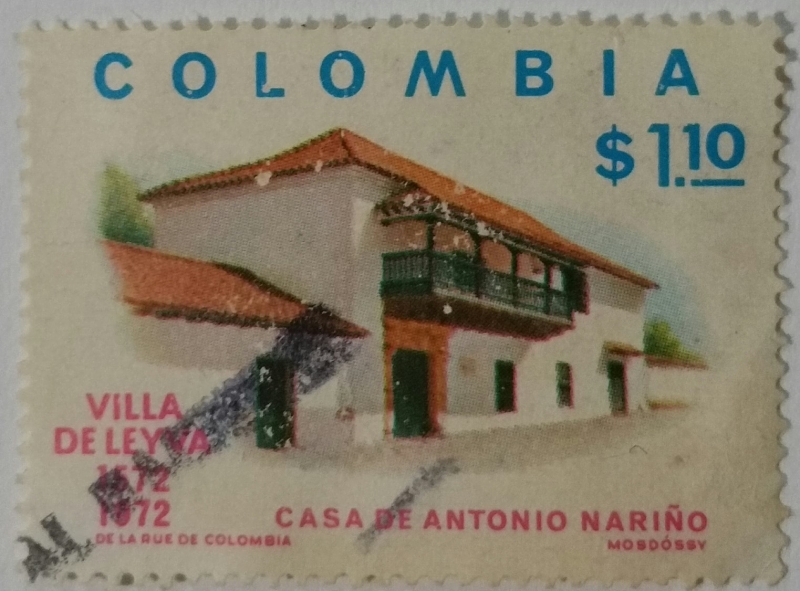 COLOMBIA
$1.10
VILLA
DE LEYVA
1572
1972
CASA DE ANTONIO NARIÑO
DE LA RUE DE COLOMBIA
MOSDÓSSY